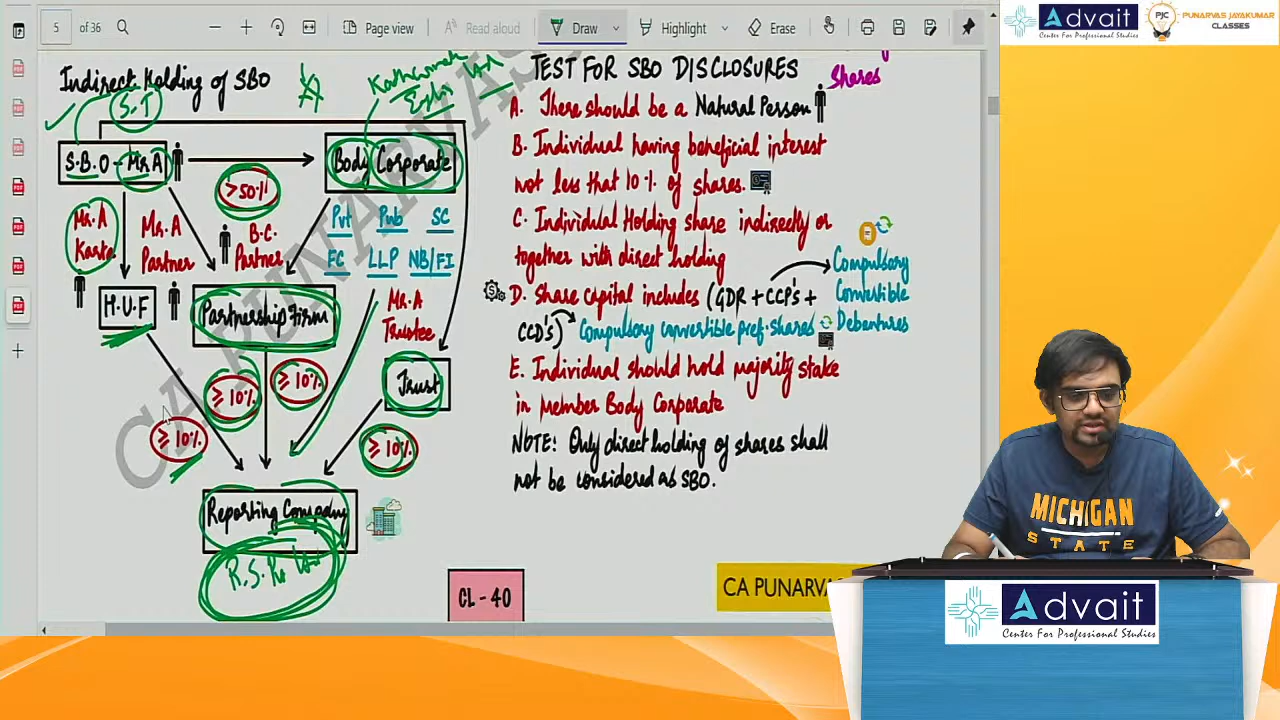 5 of 36
Page view
Read aloud
Draw
Highlight
Erase
Advait
Center For Professional Studies
PJC
PUNARVAS JAYAKUMAR
CLASSES
Indirect Holding of SBO
S.T
S.B.O - Mr.A
>50%
Body Corporate
Mr.A
Karta
Mr.A
Partner
B.C.
Partner
Pvt Pub SC
FC LLP NB/FI
Mr.A
Trustee
H.U.F
Partnership Firm
Trust
≥ 10%
≥ 10%
≥ 10%
≥ 10%
Reporting Company
CA PUNARVAS
TEST FOR SBO DISCLOSURES
Shares
A. There should be a Natural Person
B. Individual having beneficial interest
not less that 10% of shares.
C. Individual Holding share indirectly or
together with direct holding
D. Share capital includes (GDR + CCP's +
CCD's)
Compulsory convertible pref. shares
Compulsory
Convertible
Debentures
E. Individual should hold majority stake
in Member Body Corporate
NOTE: Only direct holding of shares shall
not be considered as SBO.
CL - 40
CA PUNARVAS
MICHIGAN
STATE
Advait
Center For Professional Studies